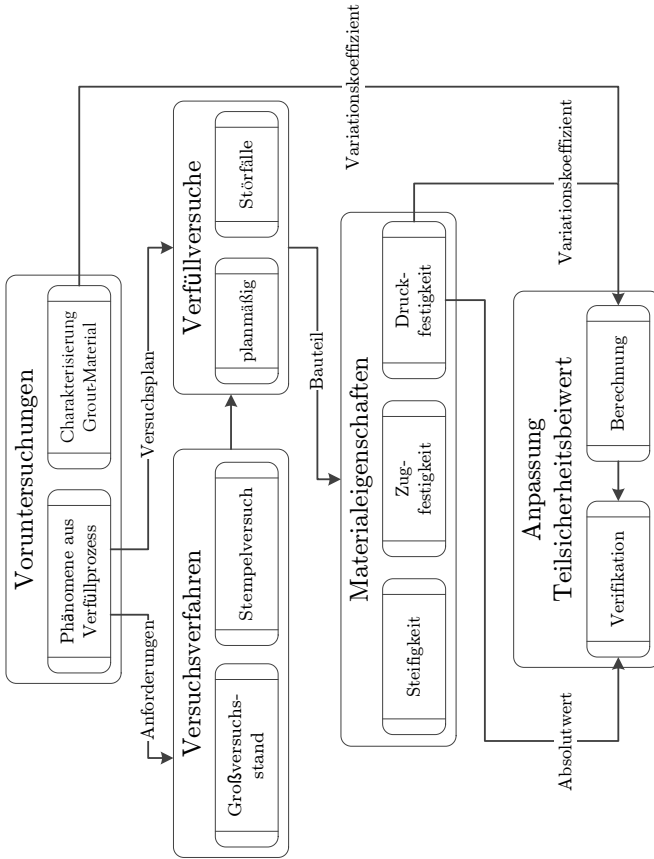 Voruntersuchungen
Phänomene aus
Verfüllprozess
Charakterisierung
Grout-Material
Anforderungen
Versuchsplan
Versuchsverfahren
Großversuchs-
stand
Stempelversuch
Verfüllversuche
planmäßig
Störfälle
Bauteil
Materialeigenschaften
Steifigkeit
Zug-
festigkeit
Druck-
festigkeit
Variationskoeffizient
Variationskoeffizient
Absolutwert
Anpassung
Teilsicherheitsbeiwert
Verifikation
Berechnung